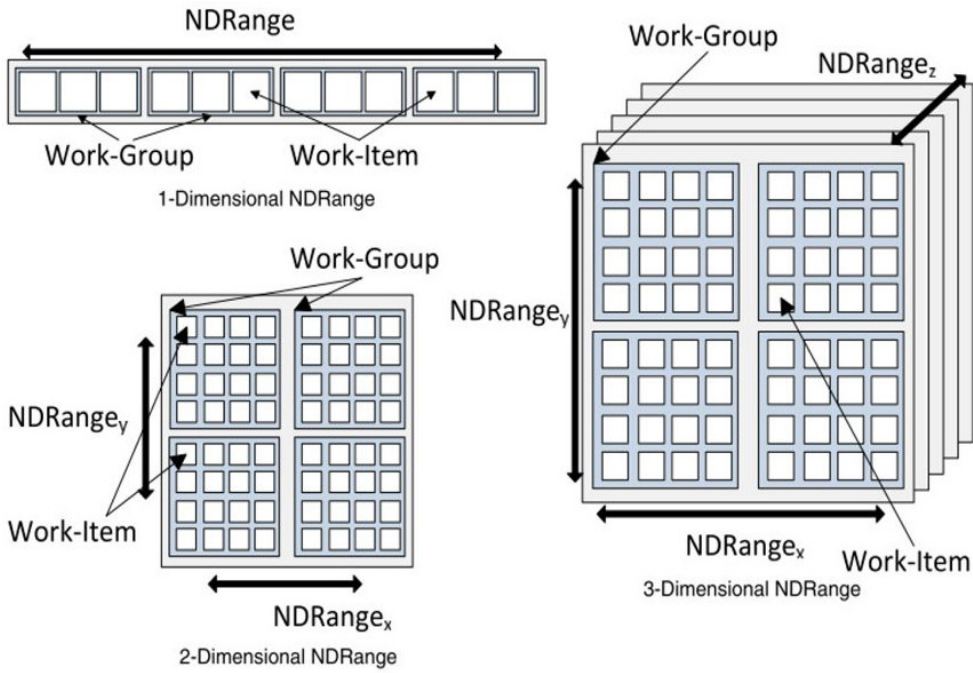 NDRange
Work-Group
Work-Item
1-Dimensional NDRange
Work-Group
NDRangey
Work-Item
NDRangex
2-Dimensional NDRange
Work-Group
NDRangez
NDRangey
NDRangex
Work-Item
3-Dimensional NDRange